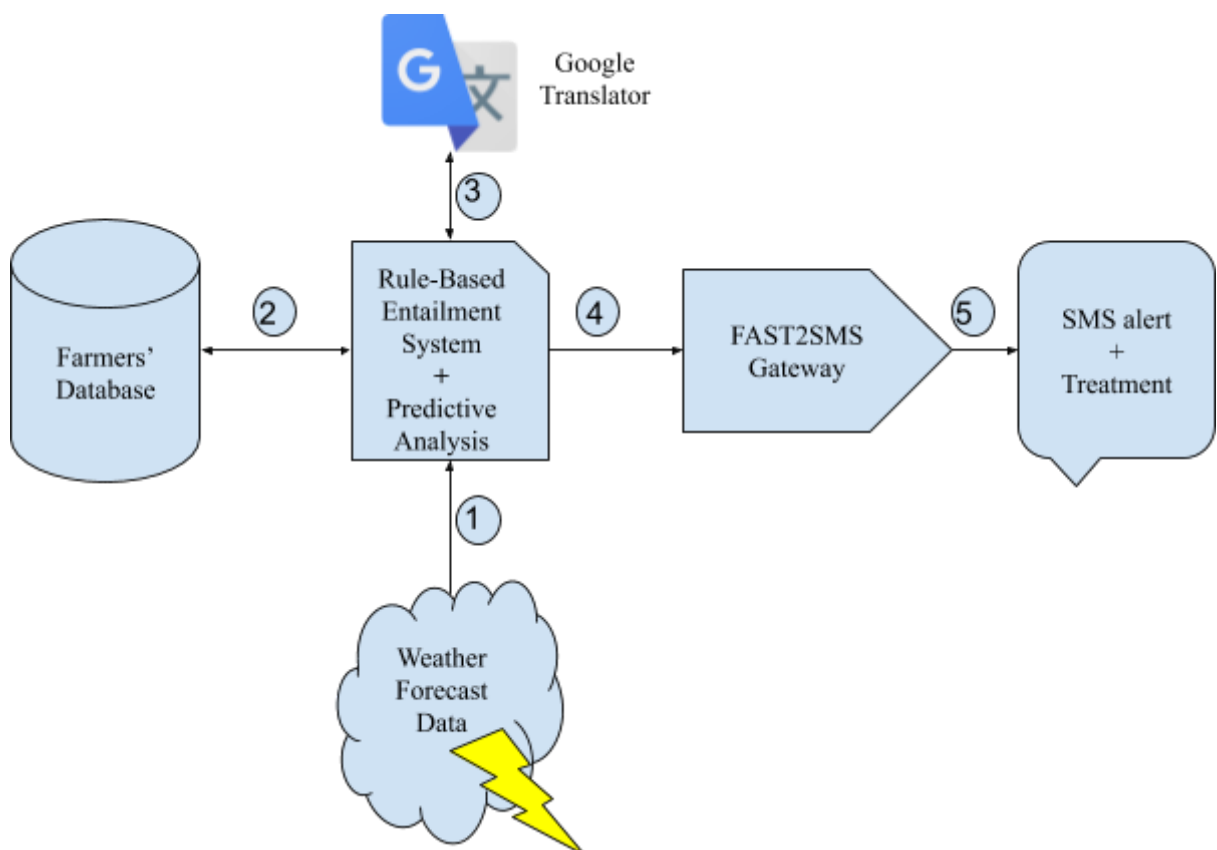 G 文
Google
Translator
3
Farmers'
Database
2
Rule-Based
Entailment
System
+
Predictive
Analysis
4
FAST2SMS
Gateway
5
SMS alert
+
Treatment
1
Weather
Forecast
Data